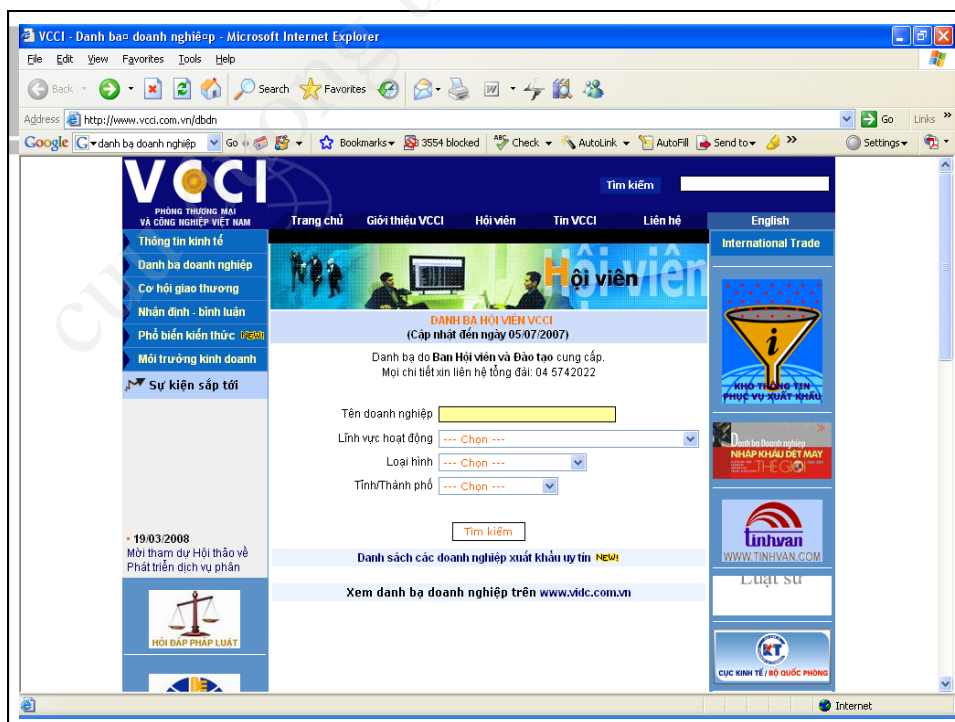 VCCI - Danh ba¤ doanh nghiê¤p - Microsoft Internet Explorer
File Edit View Favorites Tools Help
Back Search Favorites
Address http://www.vcci.com.vn/dbdn Go Links »
Google G danh bạ doanh nghiệp Go Bookmarks 3554 blocked ABC Check AutoLink AutoFill Send to » Settings
VCCI
PHÒNG THƯƠNG MẠI
VÀ CÔNG NGHIỆP VIỆT NAM
Tìm kiếm
Trang chủ Giới thiệu VCCI Hội viên Tin VCCI Liên hệ English
Thông tin kinh tế
Danh bạ doanh nghiệp
Cơ hội giao thương
Nhận định - bình luận
Phổ biến kiến thức NEW!
Môi trường kinh doanh
Sự kiện sắp tới
19/03/2008
Mời tham dự Hội thảo về
Phát triển dịch vụ phân
HỎI ĐÁP PHÁP LUẬT
Hội viên
DANH BẠ HỘI VIÊN VCCI
(Cập nhật đến ngày 05/07/2007)
Danh bạ do Ban Hội viên và Đào tạo cung cấp.
Mọi chi tiết xin liên hệ tổng đài: 04 5742022
Tên doanh nghiệp
Lĩnh vực hoạt động --- Chọn ---
Loại hình --- Chọn ---
Tỉnh/Thành phố --- Chọn ---
Tìm kiếm
Danh sách các doanh nghiệp xuất khẩu uy tín NEW!
Xem danh bạ doanh nghiệp trên www.vidc.com.vn
International Trade
i
KHO THÔNG TIN
PHỤC VỤ XUẤT KHẨU
Danh bạ Doanh nghiệp
NHẬP KHẨU DỆT MAY
THẾ GIỚI
tinhvan
WWW.TINHVAN.COM
Luật sư
KT
CỤC KINH TẾ / BỘ QUỐC PHÒNG
Internet